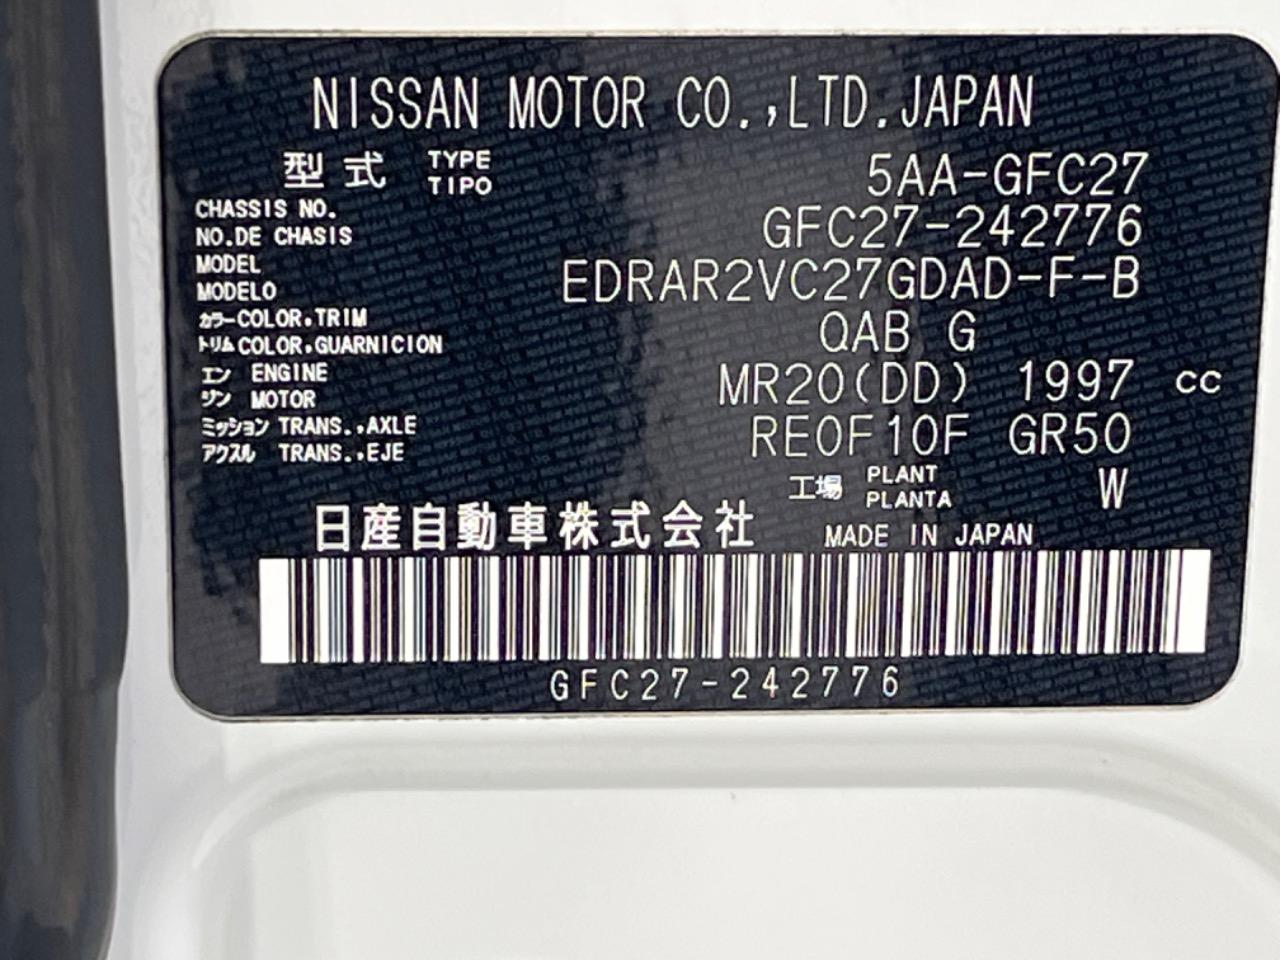 NISSAN MOTOR CO.,LTD.JAPAN
型式 TYPE TIPO 5AA-GFC27
CHASSIS NO.
NO.DE CHASIS GFC27-242776
MODEL
MODELO EDRAR2VC27GDAD-F-B
カラー COLOR,TRIM
トリム COLOR,GUARNICION QAB G
エン ENGINE
ジン MOTOR MR20(DD) 1997 cc
ミッション TRANS.,AXLE
アクスル TRANS.,EJE RE0F10F GR50
工場 PLANT PLANTA W
日産自動車株式会社 MADE IN JAPAN
GFC27-242776